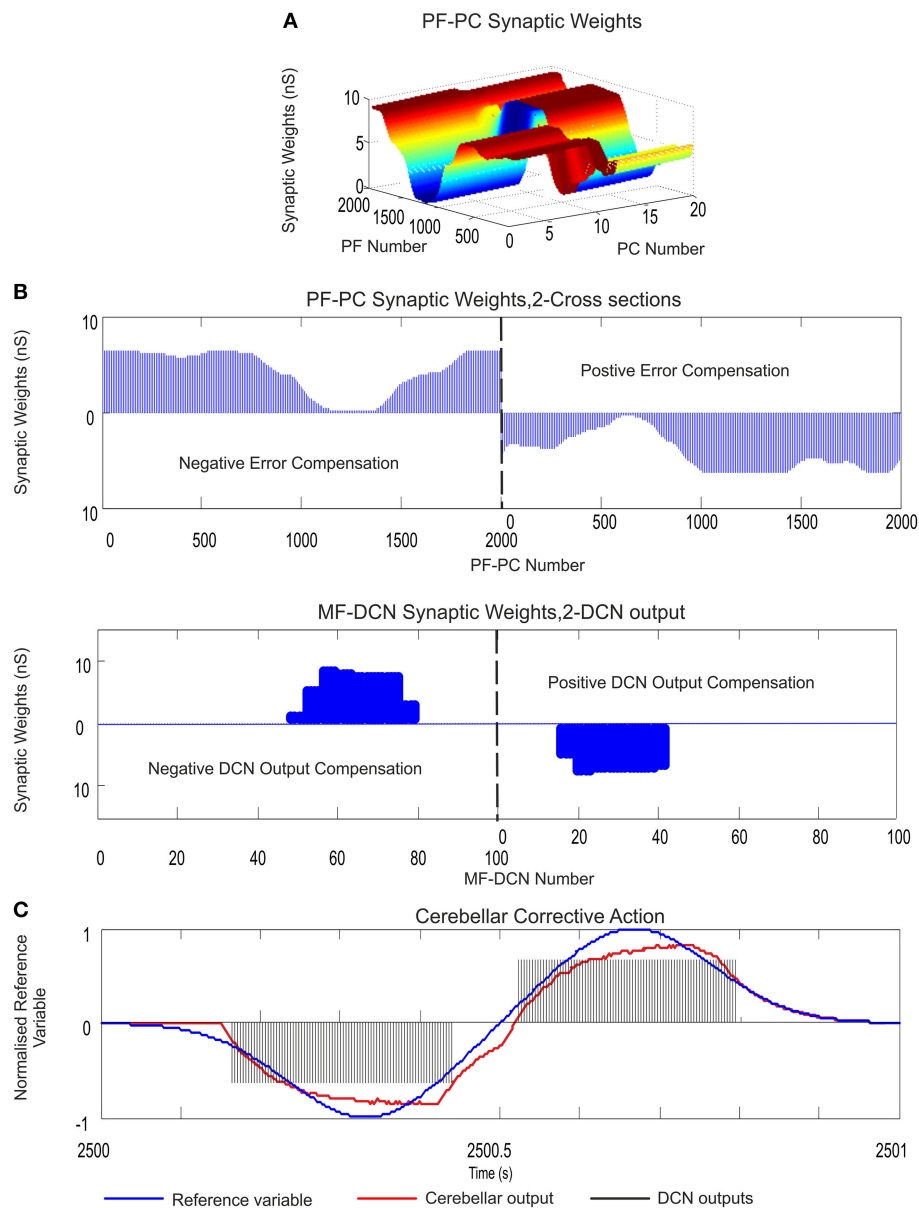 A
PF-PC Synaptic Weights
Synaptic Weights (nS)
10
5
0
2000
1500
1000
500
0
5
10
15
20
PF Number
PC Number
B
PF-PC Synaptic Weights,2-Cross sections
Synaptic Weights (nS)
10
0
10
Postive Error Compensation
Negative Error Compensation
0 500 1000 1500 2000
0 500 1000 1500 2000
PF-PC Number
MF-DCN Synaptic Weights,2-DCN output
Synaptic Weights (nS)
10
0
10
Positive DCN Output Compensation
Negative DCN Output Compensation
0 20 40 60 80 100
0 20 40 60 80 100
MF-DCN Number
C
Cerebellar Corrective Action
Normalised Reference
Variable
1
0
-1
2500 2500.5 2501
Time (s)
Reference variable Cerebellar output DCN outputs